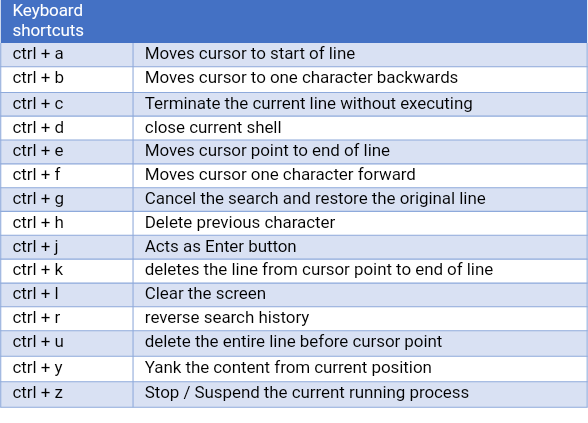 Keyboard
shortcuts
ctrl + a Moves cursor to start of line
ctrl + b Moves cursor to one character backwards
ctrl + c Terminate the current line without executing
ctrl + d close current shell
ctrl + e Moves cursor point to end of line
ctrl + f Moves cursor one character forward
ctrl + g Cancel the search and restore the original line
ctrl + h Delete previous character
ctrl + j Acts as Enter button
ctrl + k deletes the line from cursor point to end of line
ctrl + l Clear the screen
ctrl + r reverse search history
ctrl + u delete the entire line before cursor point
ctrl + y Yank the content from current position
ctrl + z Stop / Suspend the current running process